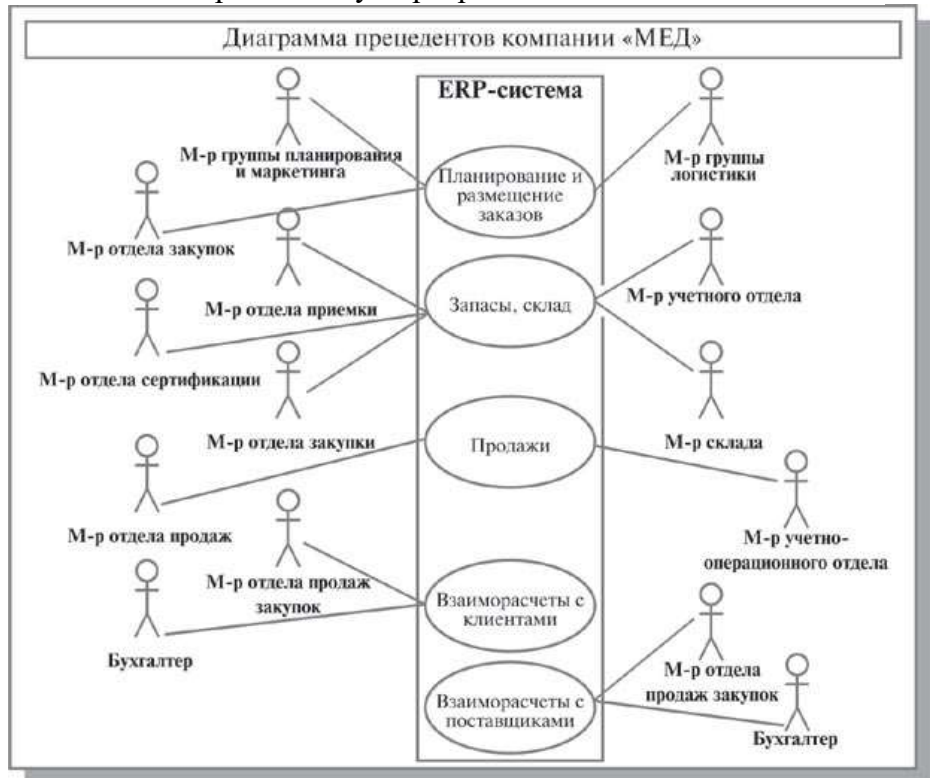 Диаграмма прецедентов компании «МЕД»
ERP-система
М-р группы планирования
и маркетинга
М-р группы
логистики
Планирование и
размещение
заказов
М-р отдела закупок
М-р отдела приемки
Запасы, склад
М-р учетного отдела
М-р отдела сертификации
М-р отдела закупки
М-р склада
Продажи
М-р отдела продаж
М-р учетно-
операционного отдела
М-р отдела продаж
закупок
Взаиморасчеты с
клиентами
Бухгалтер
М-р отдела
продаж закупок
Взаиморасчеты с
поставщиками
Бухгалтер